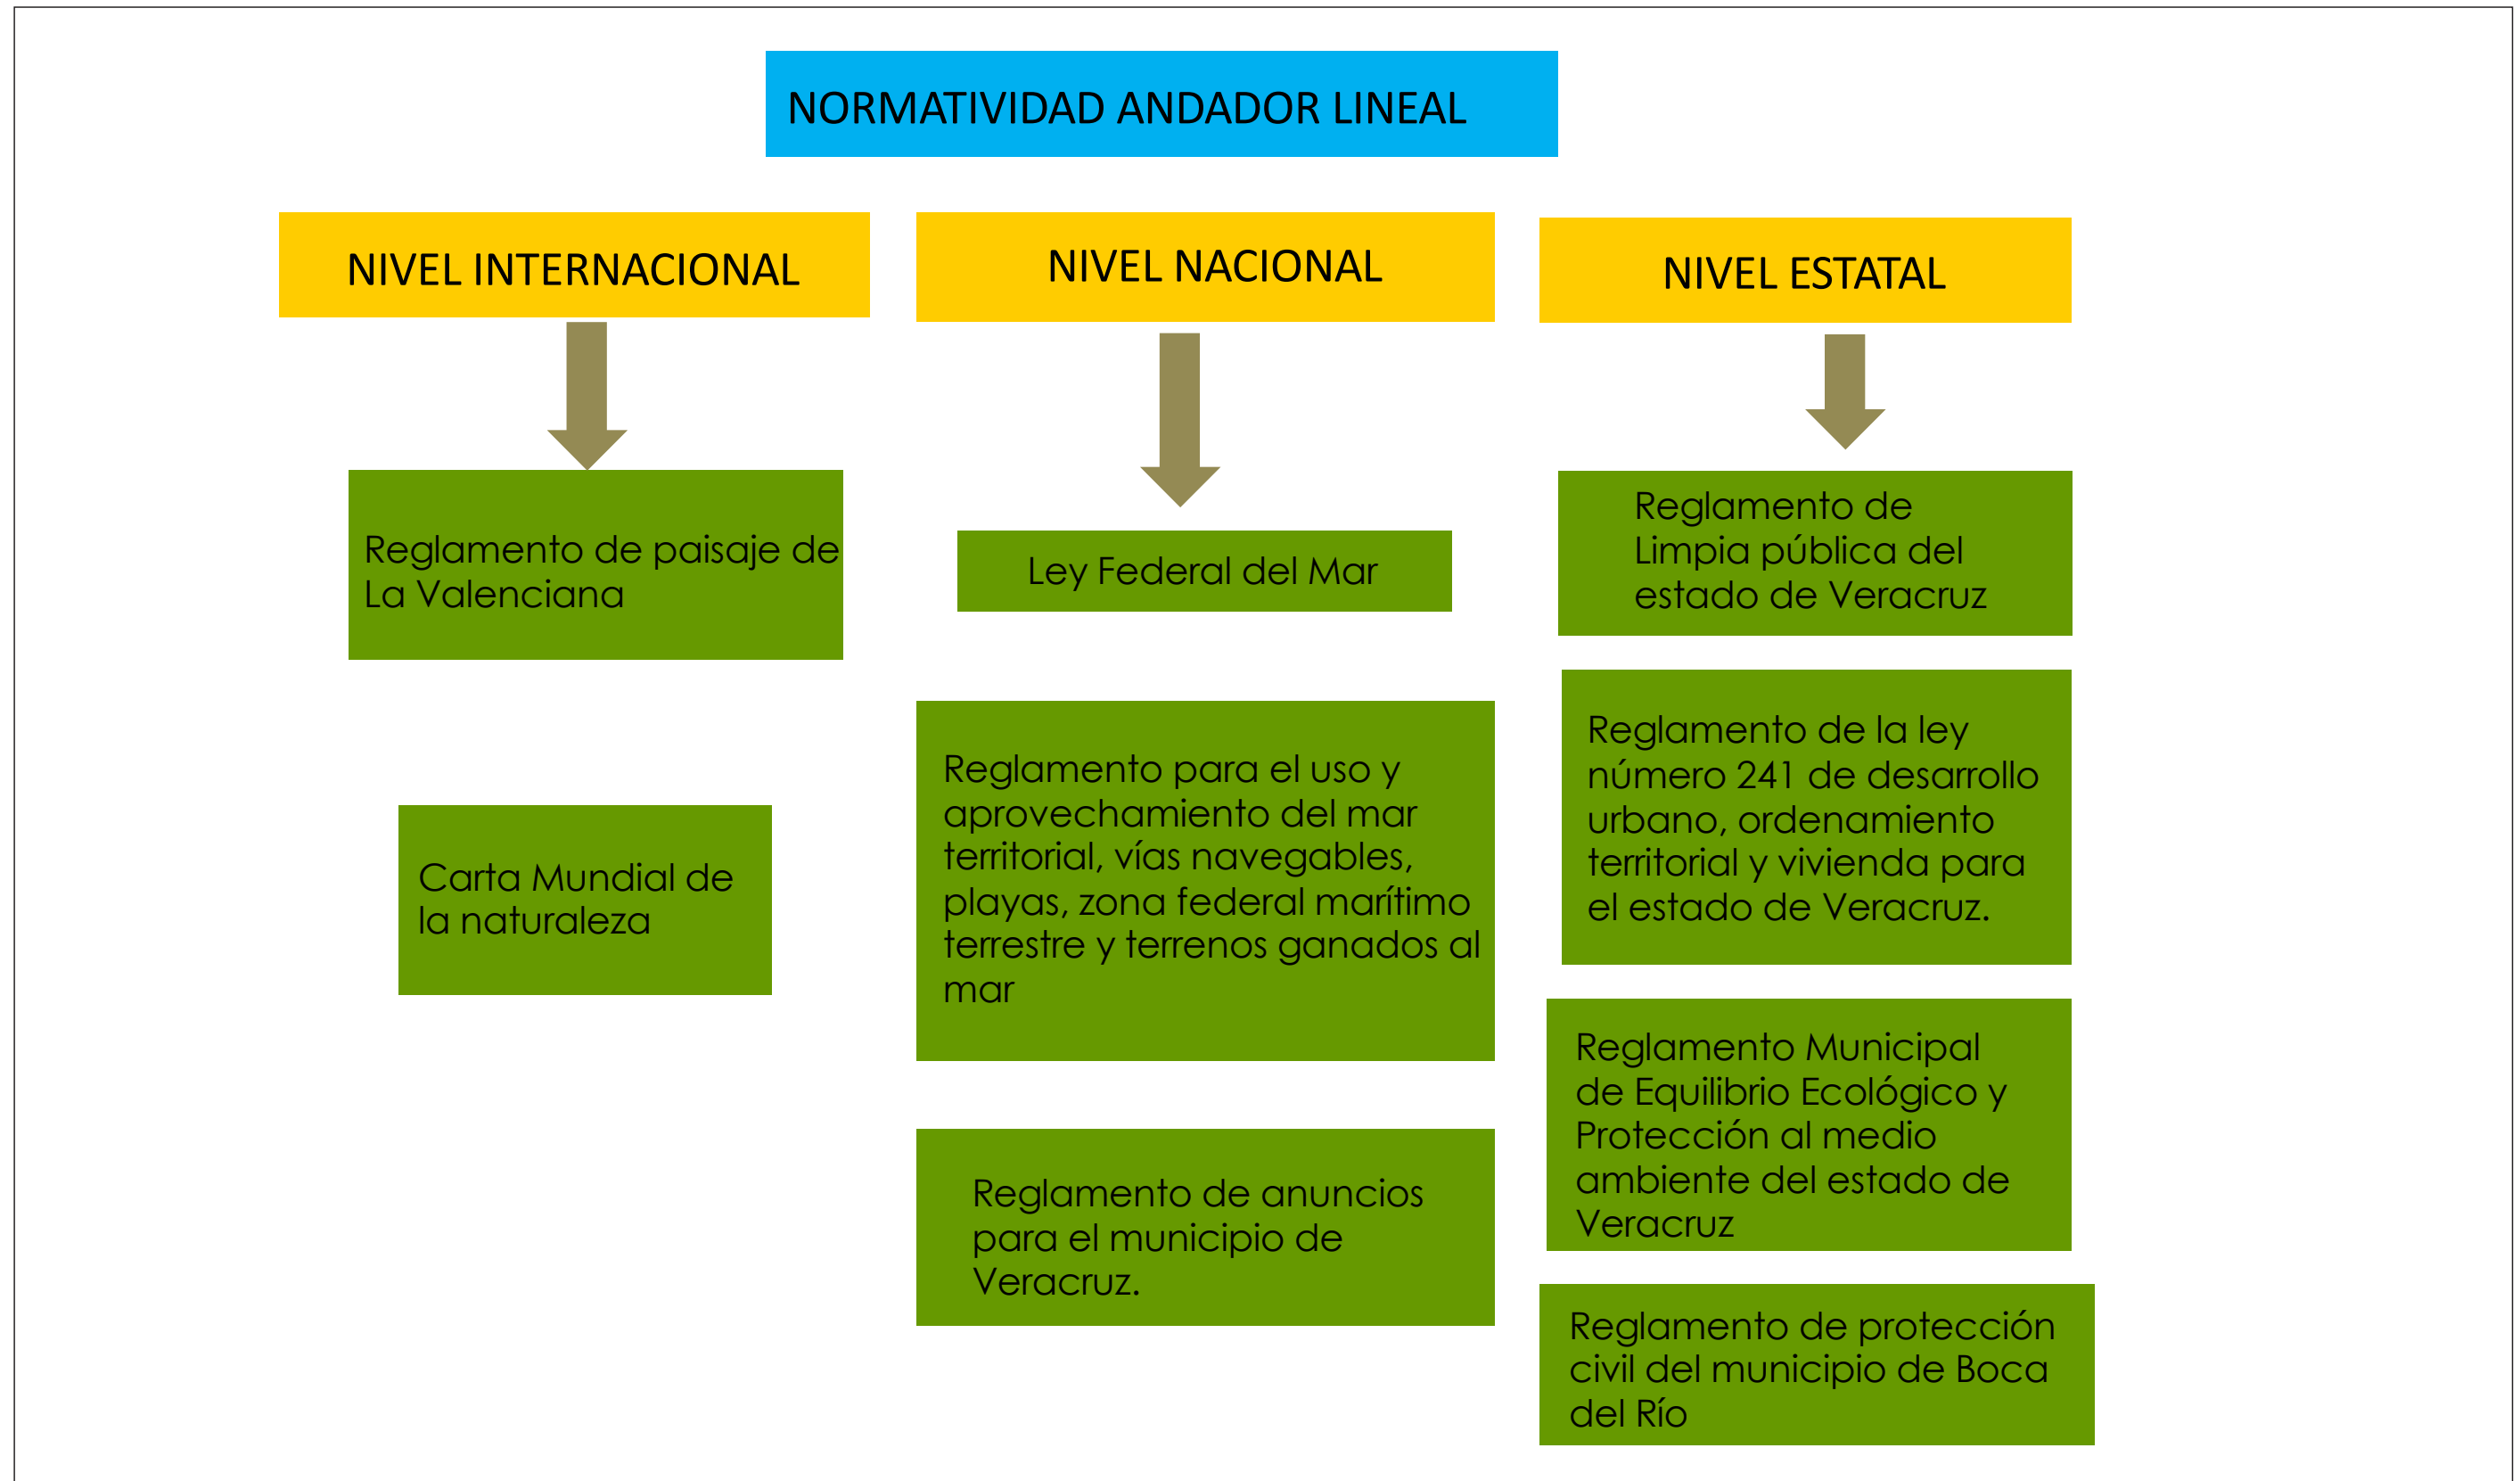 NORMATIVIDAD ANDADOR LINEAL
NIVEL INTERNACIONAL
Reglamento de paisaje de
La Valenciana
Carta Mundial de
la naturaleza
NIVEL NACIONAL
Ley Federal del Mar
Reglamento para el uso y
aprovechamiento del mar
territorial, vías navegables,
playas, zona federal marítimo
terrestre y terrenos ganados al
mar
Reglamento de anuncios
para el municipio de
Veracruz.
NIVEL ESTATAL
Reglamento de
Limpia pública del
estado de Veracruz
Reglamento de la ley
número 241 de desarrollo
urbano, ordenamiento
territorial y vivienda para
el estado de Veracruz.
Reglamento Municipal
de Equilibrio Ecológico y
Protección al medio
ambiente del estado de
Veracruz
Reglamento de protección
civil del municipio de Boca
del Río